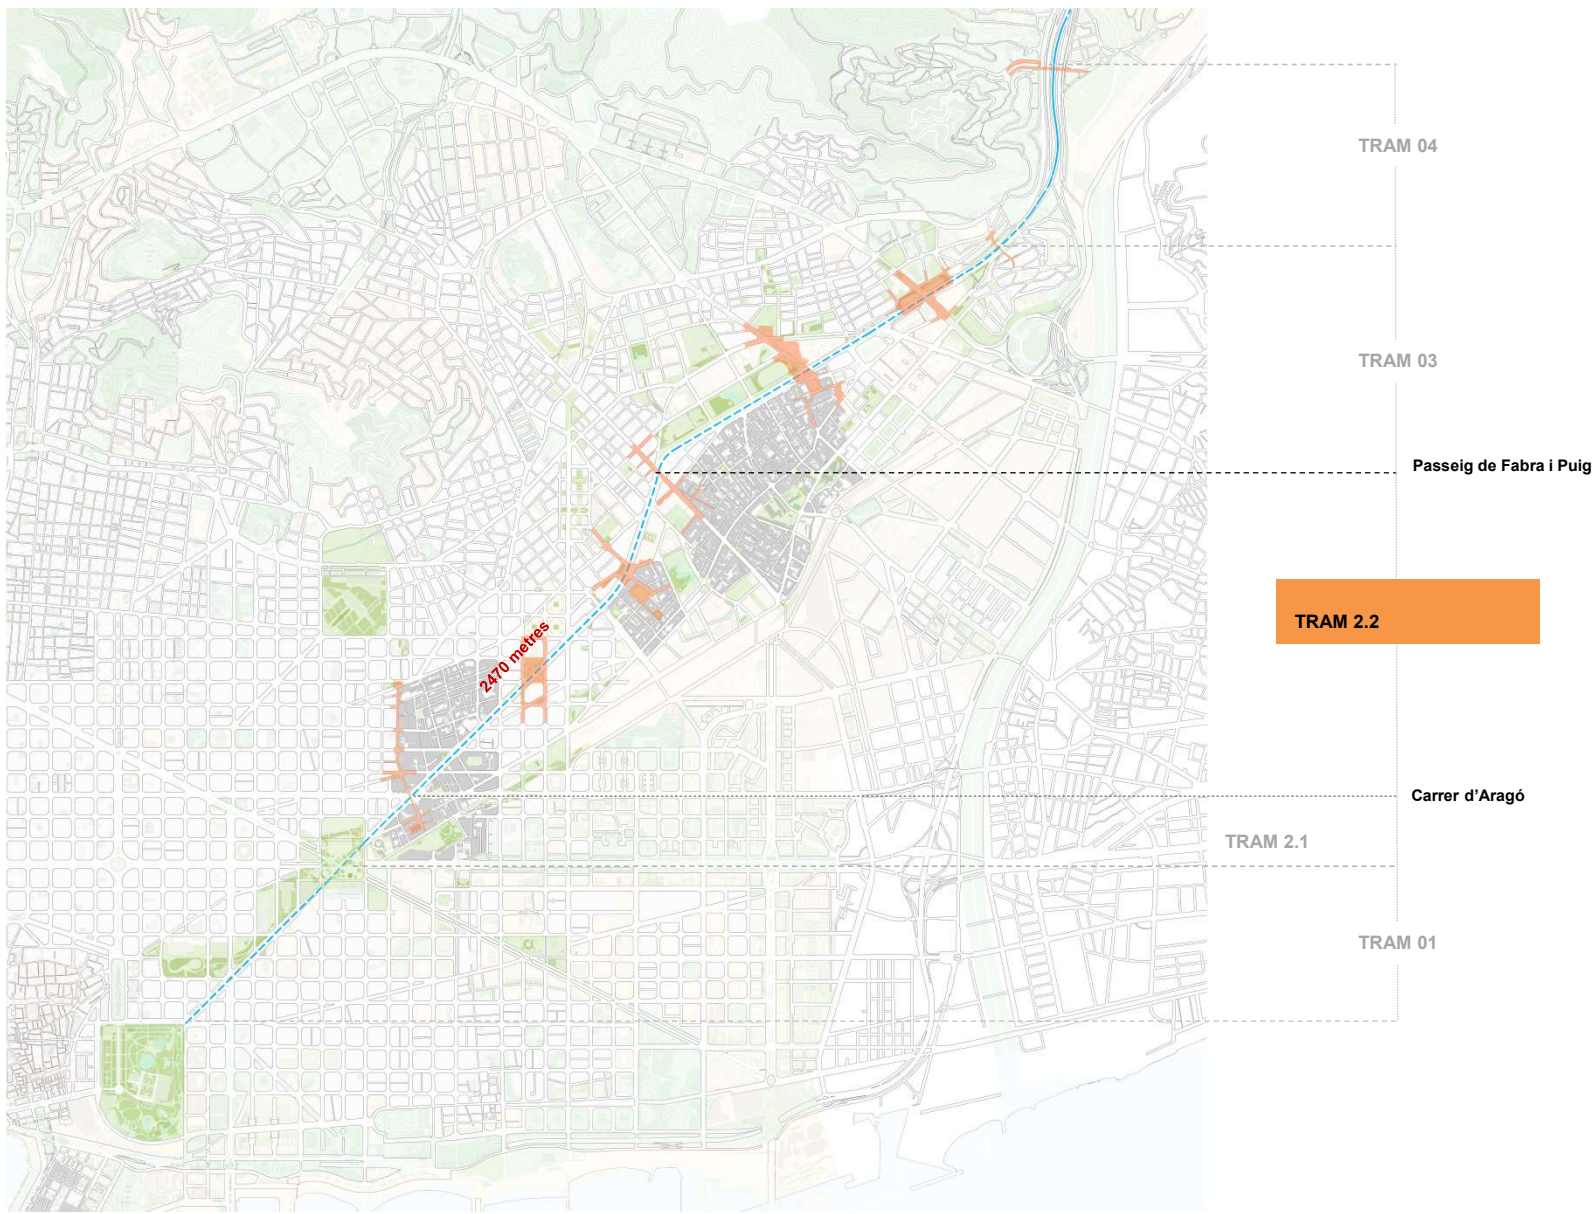 TRAM 04
TRAM 03
Passeig de Fabra i Puig
TRAM 2.2
2470 metres
Carrer d'Aragó
TRAM 2.1
TRAM 01